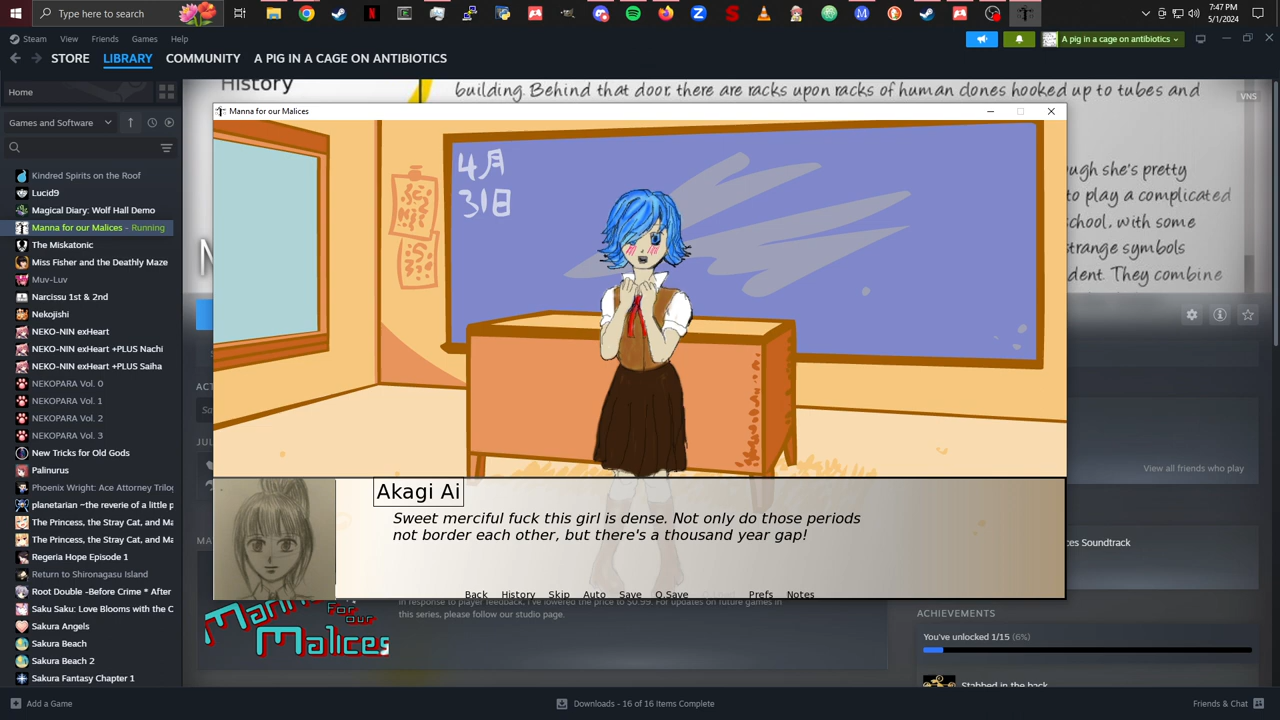 7:47 PM
5/1/2024
Steam View Friends Games Help
A pig in a cage on antibiotics
STORE LIBRARY COMMUNITY A PIG IN A CAGE ON ANTIBIOTICS
Home
Games and Software
Kindred Spirits on the Roof
Lucid9
Magical Diary: Wolf Hall Demo
Manna for our Malices - Running
The Miskatonic
Miss Fisher and the Deathly Maze
Muv-Luv
Narcissu 1st & 2nd
Nekojishi
NEKO-NIN exHeart
NEKO-NIN exHeart +PLUS Nachi
NEKO-NIN exHeart +PLUS Saiha
NEKOPARA Vol. 0
NEKOPARA Vol. 1
NEKOPARA Vol. 2
NEKOPARA Vol. 3
New Tricks for Old Dogs
Palinurus
Phoenix Wright: Ace Attorney Trilog
planetarian ~the reverie of a little p
The Princess, the Stray Cat, and Ma
The Princess, the Stray Cat, and Ma
Regeria Hope Episode 1
Return to Shironagasu Island
Root Double -Before Crime * After
Saku Saku: Love Blooms with the C
Sakura Angels
Sakura Beach
Sakura Beach 2
Sakura Fantasy Chapter 1
History
building. Behind that door, there are racks upon racks of human clones hooked up to tubes and
VNS
ough she's pretty
to play a complicated
school, with some
strange symbols
dent. They combine
Manna for our Malices
4月
31日
Akagi Ai
Sweet merciful fuck this girl is dense. Not only do those periods
not border each other, but there's a thousand year gap!
Back History Skip Auto Save Q.Save Prefs Notes
View all friends who play
ces Soundtrack
in response to player feedback, I've lowered the price to $0.99. For updates on future games in
this series, please follow our studio page.
Manna
for
our
Malices
ACHIEVEMENTS
You've unlocked 1/15 (6%)
Stabbed in the back
Add a Game
Downloads - 16 of 16 Items Complete
Friends & Chat